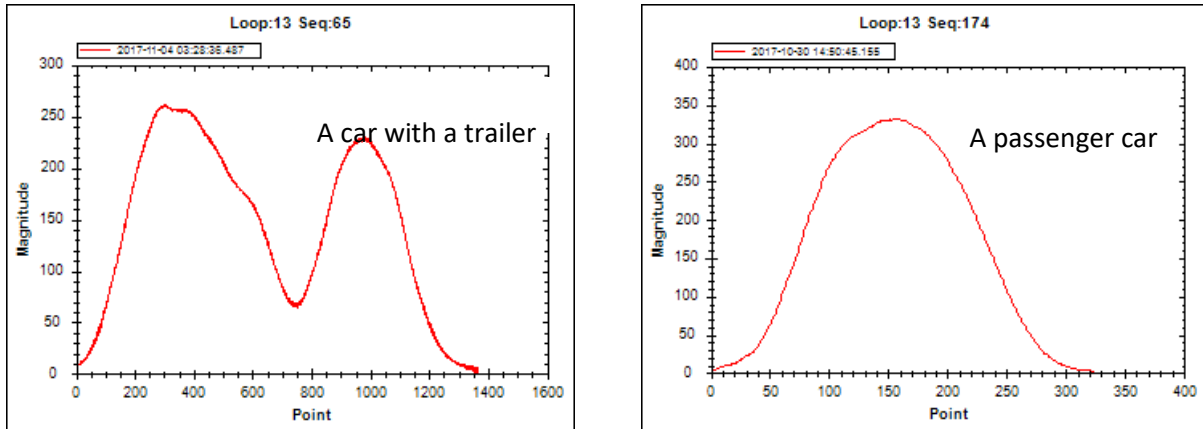 Loop:13 Seq:65
2017-11-04 03:28:36.487
300
250
200
150
100
50
0
Magnitude
A car with a trailer
0 200 400 600 800 1000 1200 1400 1600
Point
Loop:13 Seq:174
2017-10-30 14:50:45.155
400
350
300
250
200
150
100
50
0
Magnitude
A passenger car
0 50 100 150 200 250 300 350 400
Point